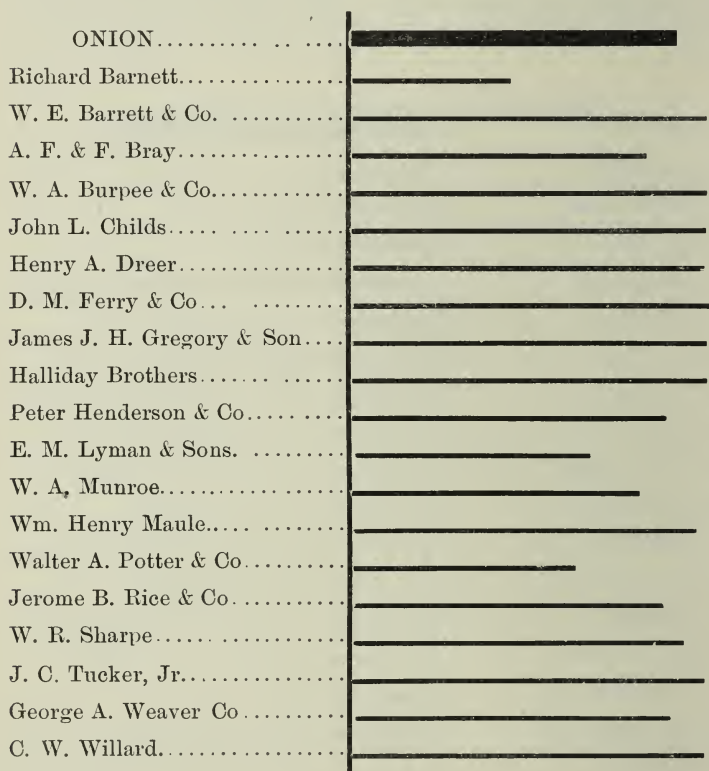 ONION.......... .. ....
Richard Barnett.................
W. E. Barrett & Co. ............
A. F. & F. Bray.................
W. A. Burpee & Co..............
John L. Childs..... .... .......
Henry A. Dreer.................
D. M. Ferry & Co... .........
James J. H. Gregory & Son....
Halliday Brothers....... ......
Peter Henderson & Co..........
E. M. Lyman & Sons. .........
W. A. Munroe...................
Wm. Henry Maule..... ........
Walter A. Potter & Co..........
Jerome B. Rice & Co...........
W. R. Sharpe..... ............
J. C. Tucker, Jr................
George A. Weaver Co..........
C. W. Willard..................